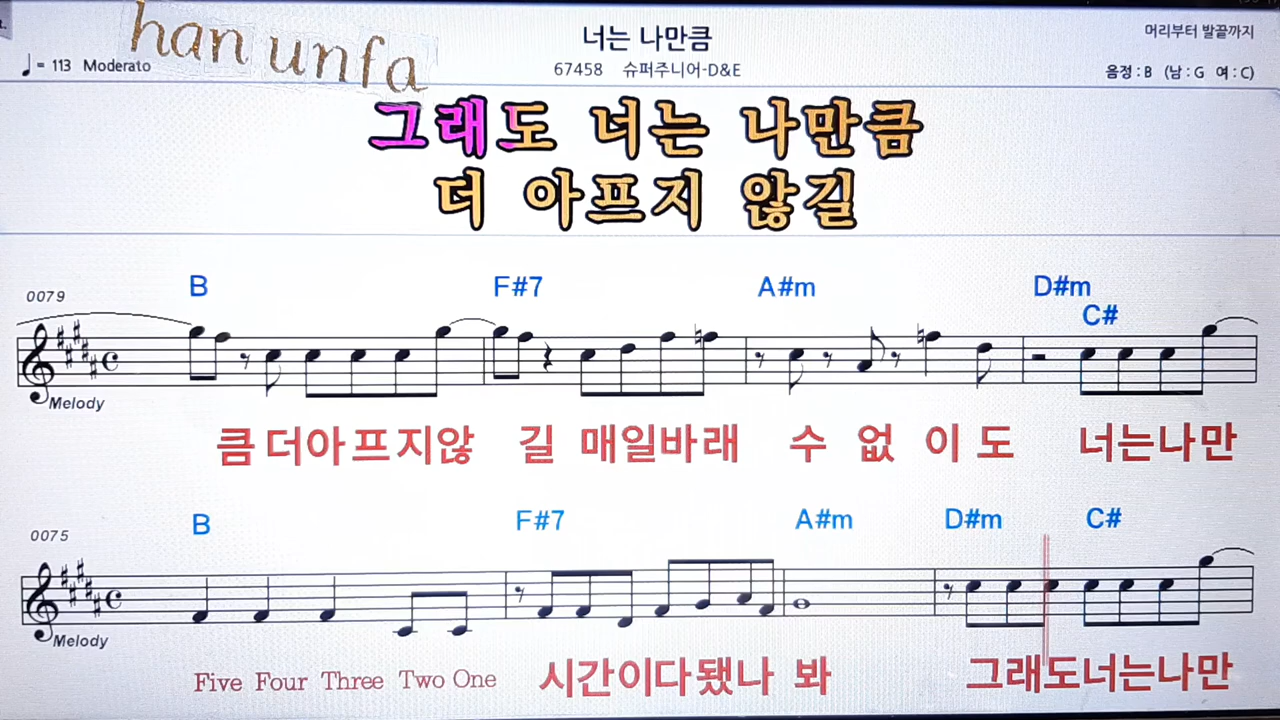 han unfa
너는 나만큼
머리부터 발끝까지
♩= 113 Moderato
67458 슈퍼주니어-D&E
음정 : B (남 : G 여 : C)
그래도 너는 나만큼
더 아프지 않길
0079
B F#7 A#m D#m
C#
Melody
큼 더아프지않 길 매일바래 수 없 이 도 너는나만
0075
B F#7 A#m D#m C#
Melody
Five Four Three Two One 시간이다됐나 봐 그래도너는나만